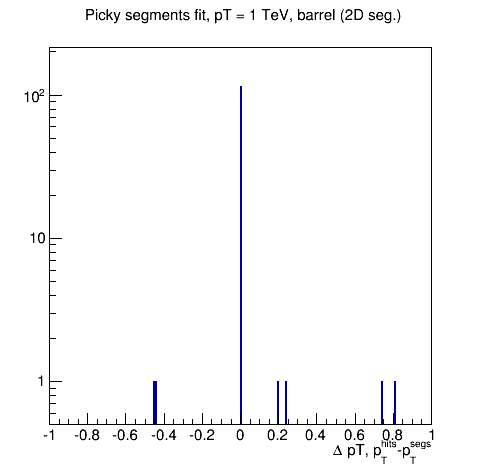 Picky segments fit, pT = 1 TeV, barrel (2D seg.)
10²
10
1
-1 -0.8 -0.6 -0.4 -0.2 0 0.2 0.4 0.6 0.8 1
Δ pT, p_T^hits-p_T^segs